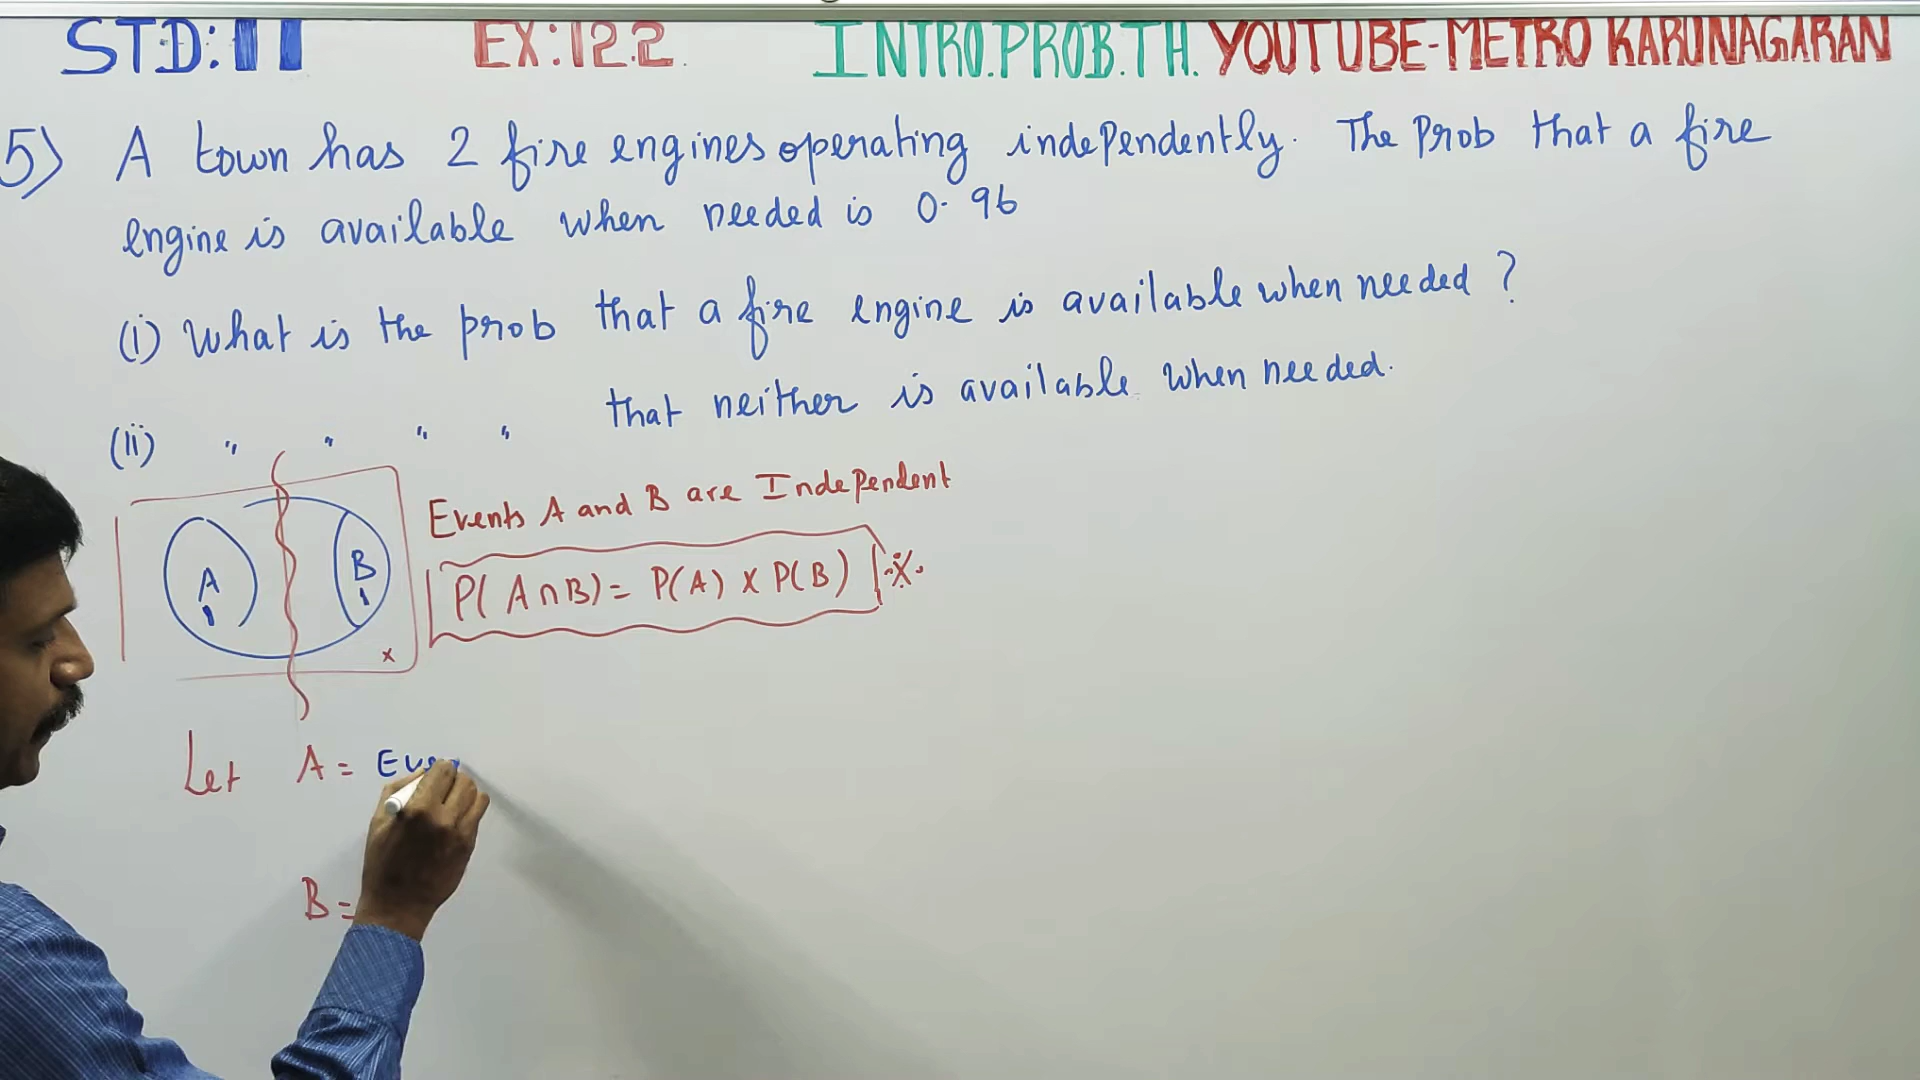 STD:11 EX:12.2. INTRO.PROB.TH. YOUTUBE-METRO KARUNAGARAN
5) A town has 2 fire engines operating independently. The Prob that a fire
engine is available when needed is 0.96
(i) What is the prob that a fire engine is available when needed ?
(ii) " " " " that neither is available when needed.
Events A and B are Independent
A B
P(A∩B) = P(A) X P(B)
x
Let A =
B =